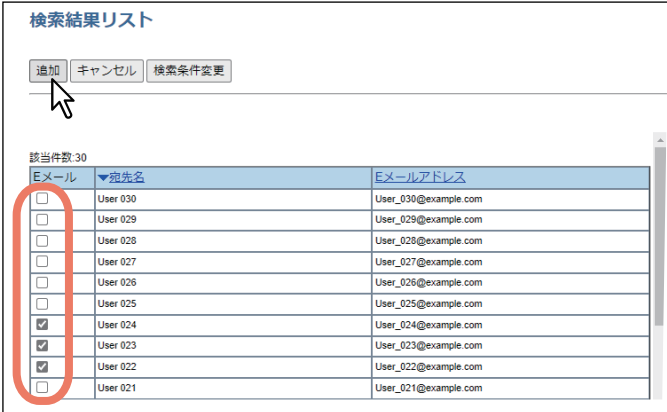 検索結果リスト
追加 キャンセル 検索条件変更
該当件数:30
Eメール ▼宛先名 Eメールアドレス
User 030 User_030@example.com
User 029 User_029@example.com
User 028 User_028@example.com
User 027 User_027@example.com
User 026 User_026@example.com
User 025 User_025@example.com
User 024 User_024@example.com
User 023 User_023@example.com
User 022 User_022@example.com
User 021 User_021@example.com